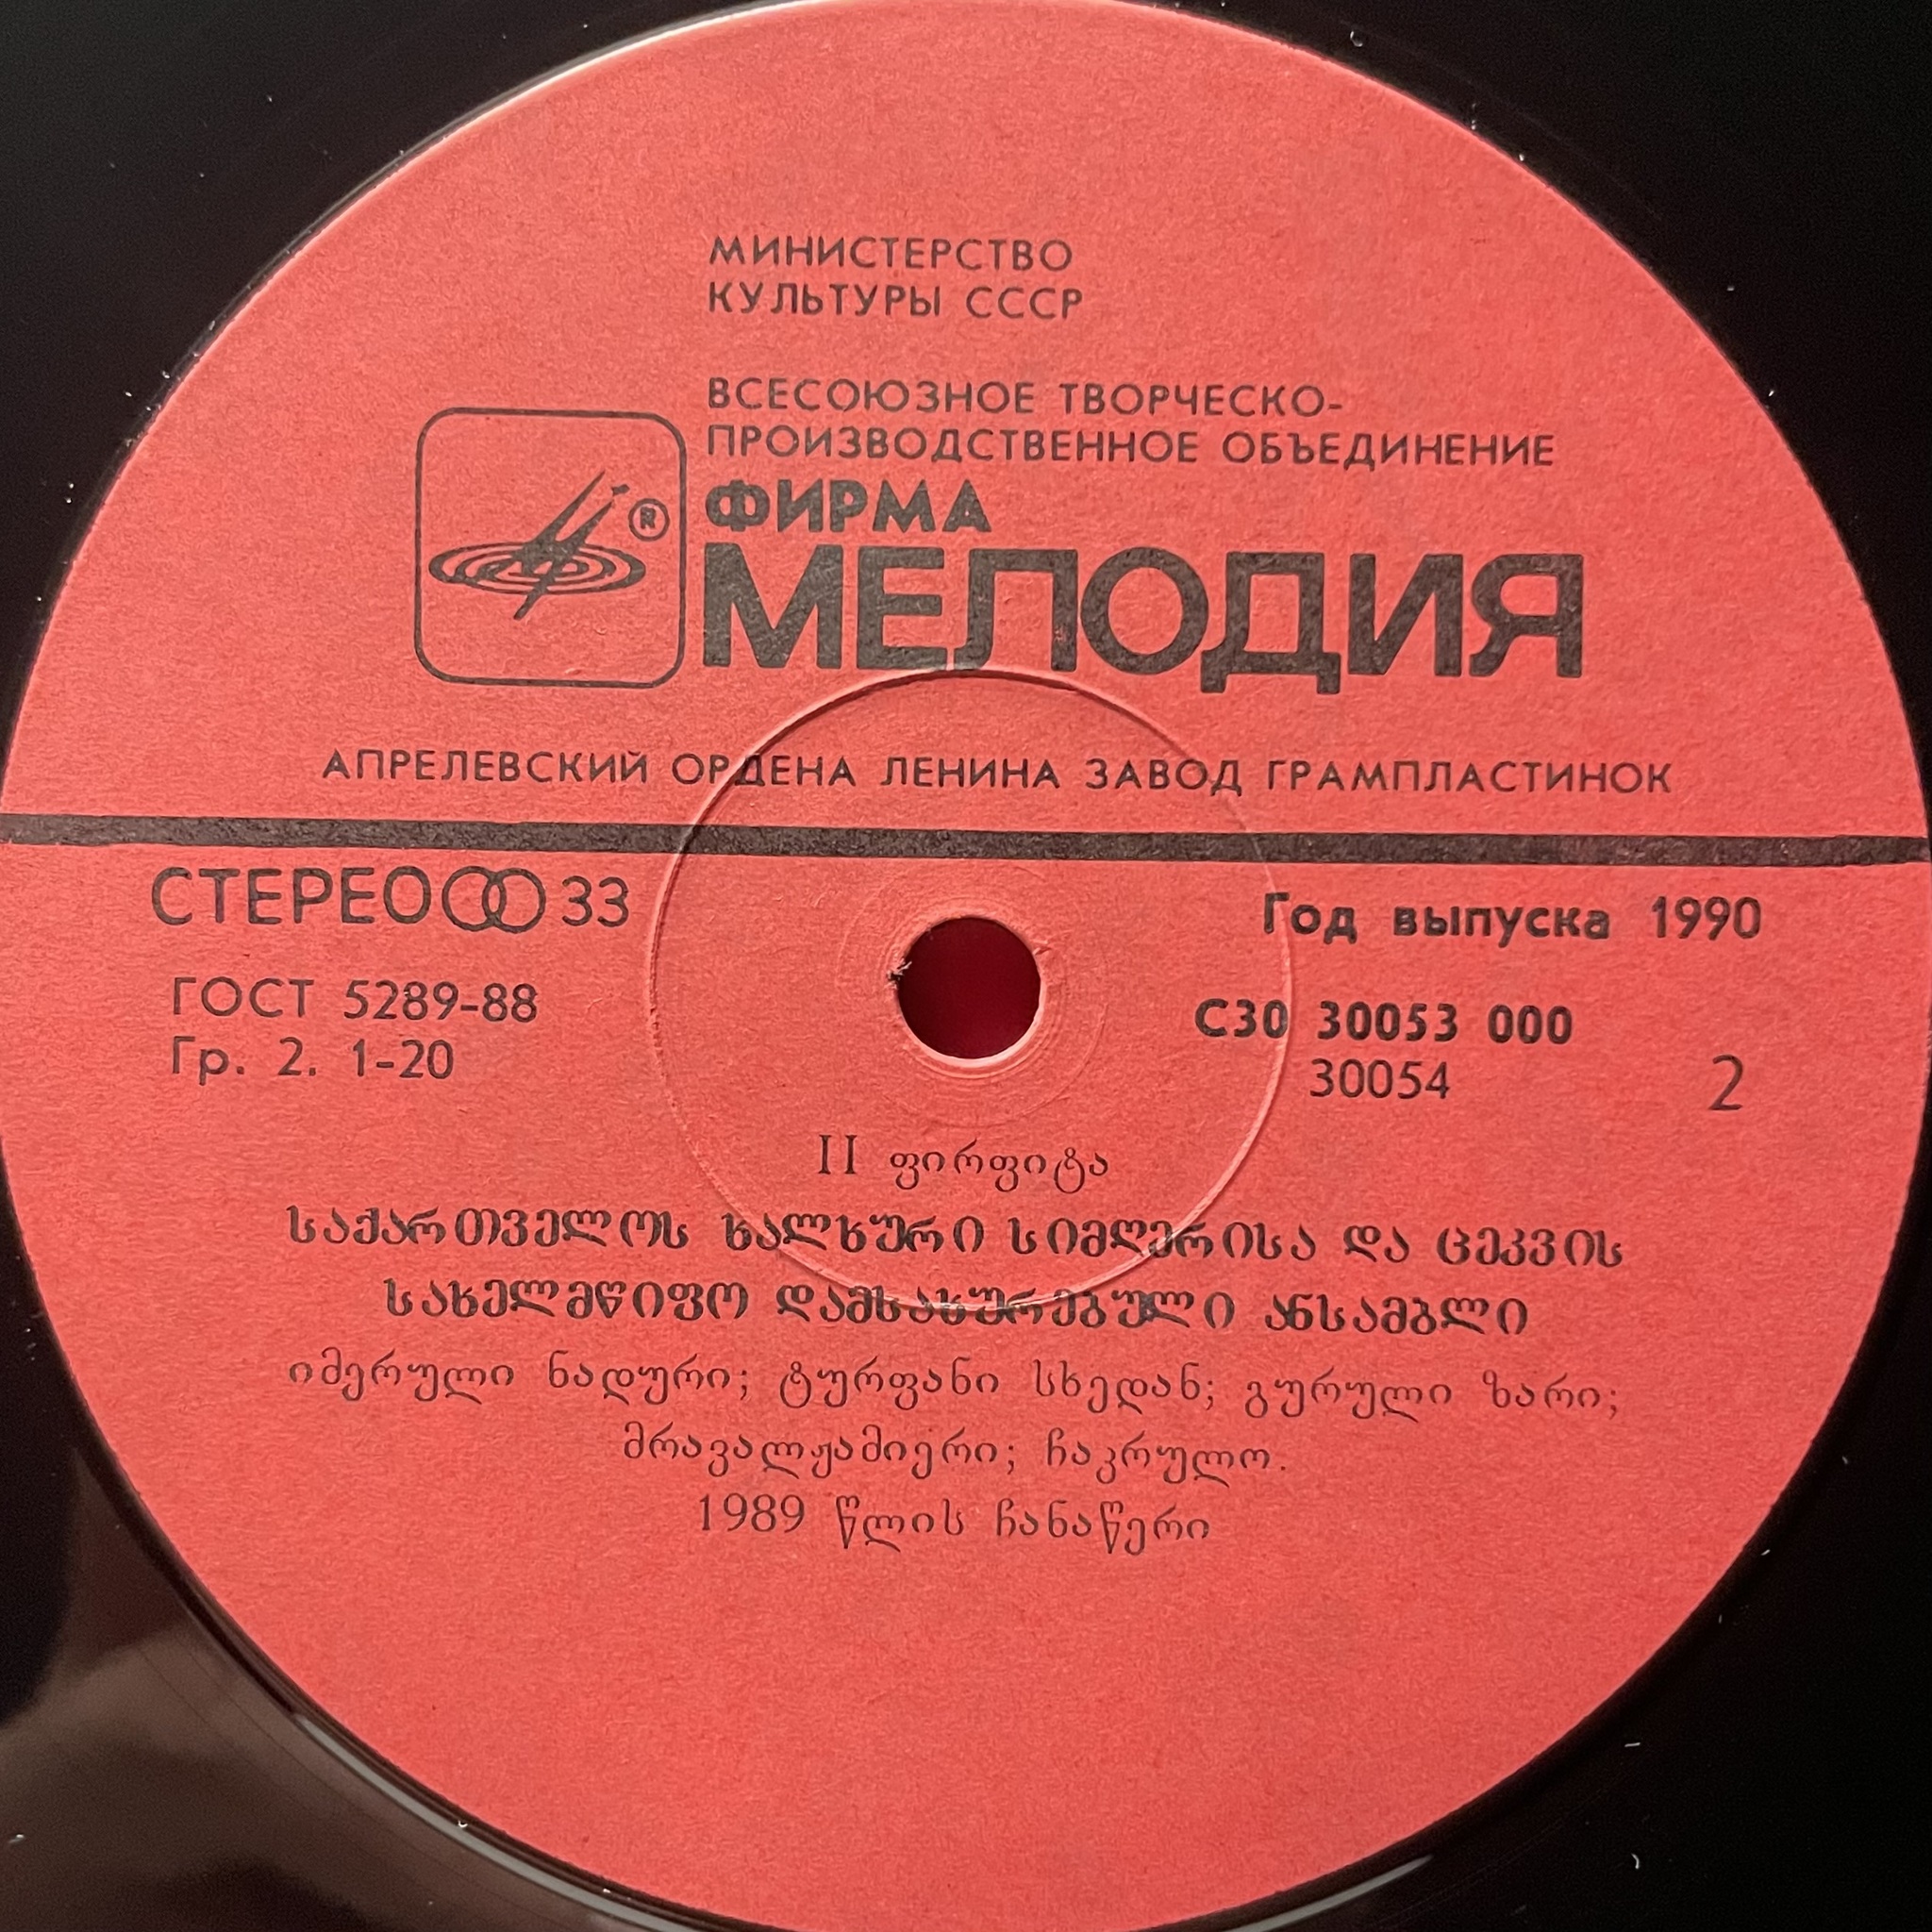 МИНИСТЕРСТВО
КУЛЬТУРЫ СССР
ВСЕСОЮЗНОЕ ТВОРЧЕСКО-
ПРОИЗВОДСТВЕННОЕ ОБЪЕДИНЕНИЕ
ФИРМА
®
МЕЛОДИЯ
АПРЕЛЕВСКИЙ ОРДЕНА ЛЕНИНА ЗАВОД ГРАМПЛАСТИНОК
СТЕРЕО 33
Год выпуска 1990
ГОСТ 5289-88
С30 30053 000
Гр. 2. 1-20
30054
2
II ფირფიტა
საქართველოს ხალხური სიმღერისა და ცეკვის
სახელმწიფო დამსახურებული ანსამბლი
იმერული ნადური; ტურფანი სხედან; გურული ზარი;
მრავალჟამიერი; ჩაკრულო.
1989 წლის ჩანაწერი